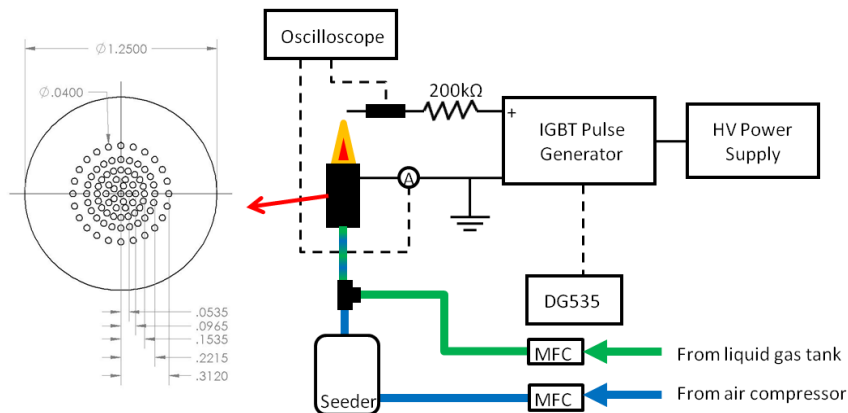 ∅1.2500
∅.0400
.0535
.0965
.1535
.2215
.3120
Oscilloscope
200kΩ
+
IGBT Pulse
Generator
HV Power
Supply
A
DG535
MFC
From liquid gas tank
Seeder
MFC
From air compressor